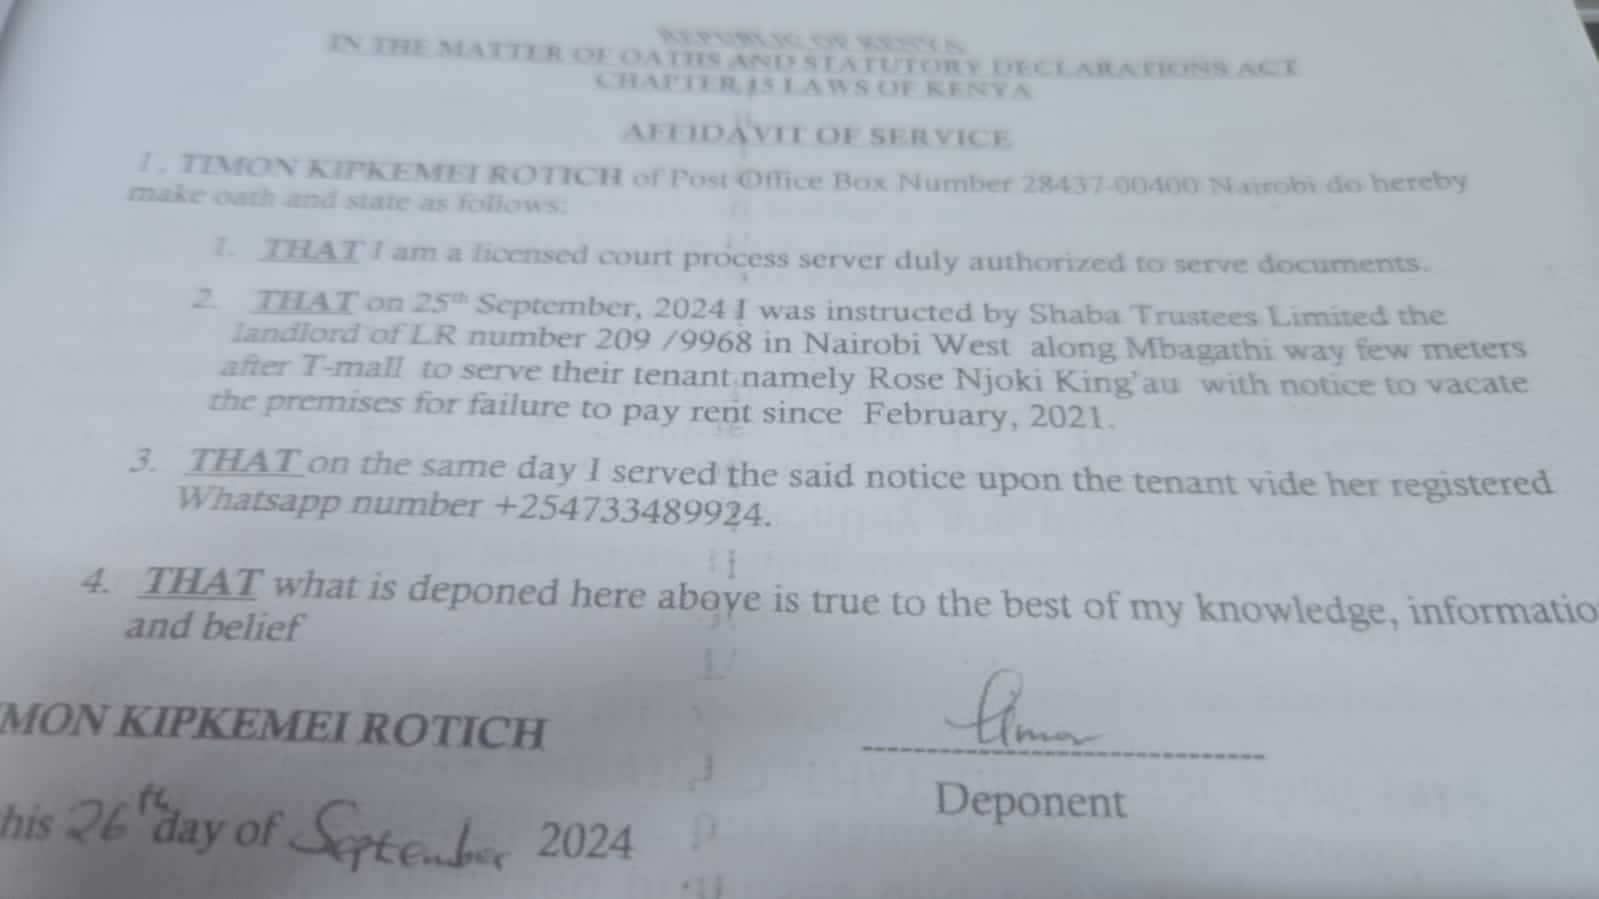 REPUBLIC OF KENYA
IN THE MATTER OF OATHS AND STATUTORY DECLARATIONS ACT
CHAPTER 15 LAWS OF KENYA
AFFIDAVIT OF SERVICE
I, TIMON KIPKEMEI ROTICH of Post Office Box Number 28437-00400 Nairobi do hereby
make oath and state as follows:
1. THAT I am a licensed court process server duly authorized to serve documents.
2. THAT on 25th September, 2024 I was instructed by Shaba Trustees Limited the
landlord of LR number 209 /9968 in Nairobi West along Mbagathi way few meters
after T-mall to serve their tenant namely Rose Njoki King'au with notice to vacate
the premises for failure to pay rent since February, 2021.
3. THAT on the same day I served the said notice upon the tenant vide her registered
Whatsapp number +254733489924.
4. THAT what is deponed here above is true to the best of my knowledge, informatio
and belief
MON KIPKEMEI ROTICH
Deponent
his 26th day of September 2024